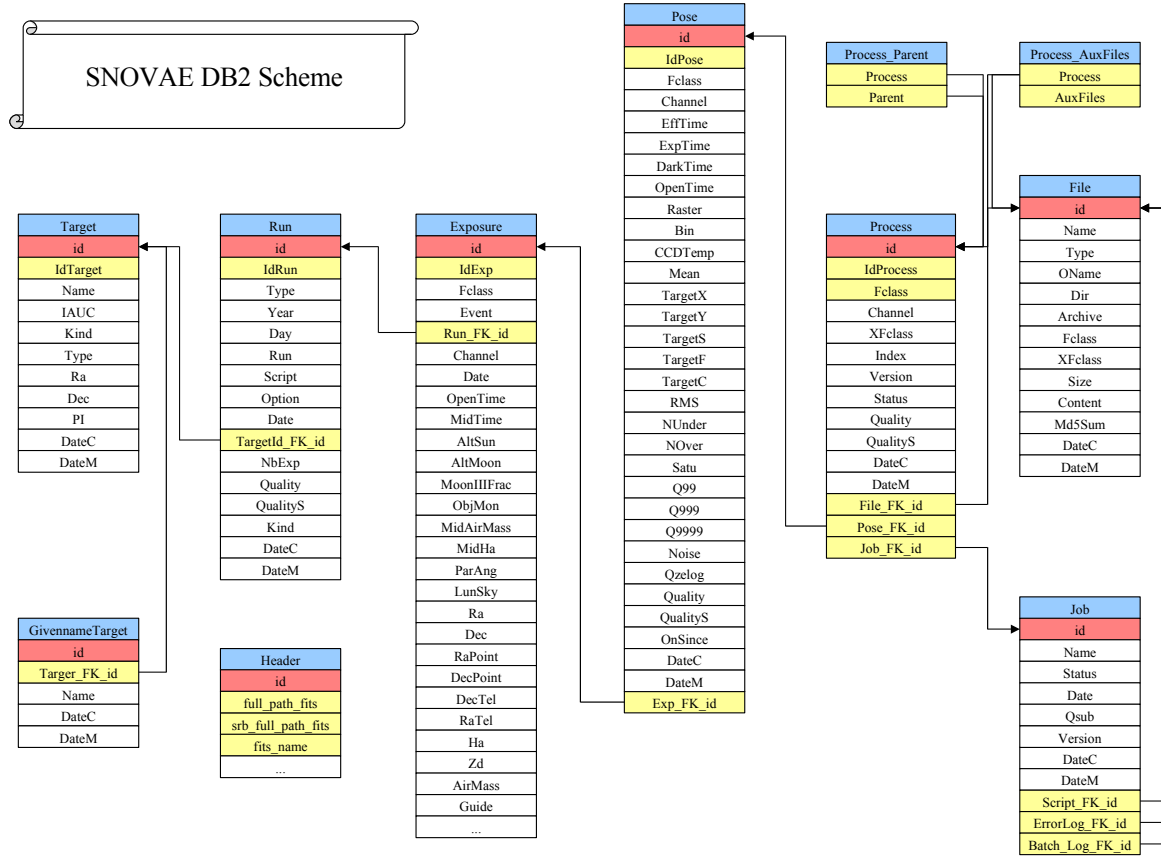 SNOVAE DB2 Scheme
Target
id
IdTarget
Name
IAUC
Kind
Type
Ra
Dec
PI
DateC
DateM
GivennameTarget
id
Targer_FK_id
Name
DateC
DateM
Run
id
IdRun
Type
Year
Day
Run
Script
Option
Date
TargetId_FK_id
NbExp
Quality
QualityS
Kind
DateC
DateM
Header
id
full_path_fits
srb_full_path_fits
fits_name
...
Exposure
id
IdExp
Fclass
Event
Run_FK_id
Channel
Date
OpenTime
MidTime
AltSun
AltMoon
MoonIIIFrac
ObjMon
MidAirMass
MidHa
ParAng
LunSky
Ra
Dec
RaPoint
DecPoint
DecTel
RaTel
Ha
Zd
AirMass
Guide
...
Pose
id
IdPose
Fclass
Channel
EffTime
ExpTime
DarkTime
OpenTime
Raster
Bin
CCDTemp
Mean
TargetX
TargetY
TargetS
TargetF
TargetC
RMS
NUnder
NOver
Satu
Q99
Q999
Q9999
Noise
Qzelog
Quality
QualityS
OnSince
DateC
DateM
Exp_FK_id
Process_Parent
Process
Parent
Process_AuxFiles
Process
AuxFiles
Process
id
IdProcess
Fclass
Channel
XFclass
Index
Version
Status
Quality
QualityS
DateC
DateM
File_FK_id
Pose_FK_id
Job_FK_id
File
id
Name
Type
OName
Dir
Archive
Fclass
XFclass
Size
Content
Md5Sum
DateC
DateM
Job
id
Name
Status
Date
Qsub
Version
DateC
DateM
Script_FK_id
ErrorLog_FK_id
Batch_Log_FK_id